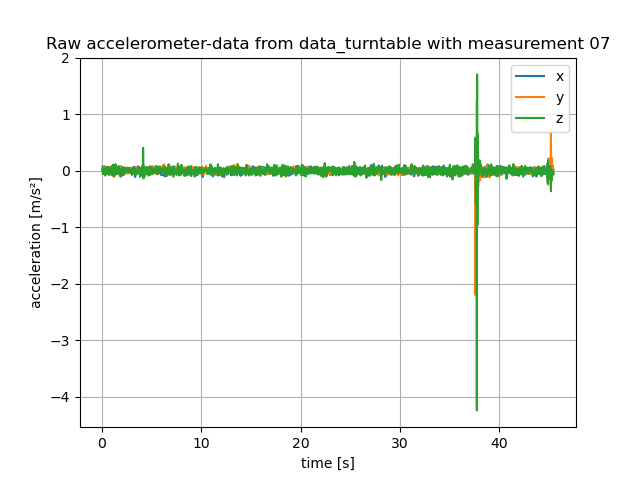 Raw accelerometer-data from data_turntable with measurement 07
x
y
z
2
1
0
−1
−2
−3
−4
acceleration [m/s²]
0 10 20 30 40
time [s]